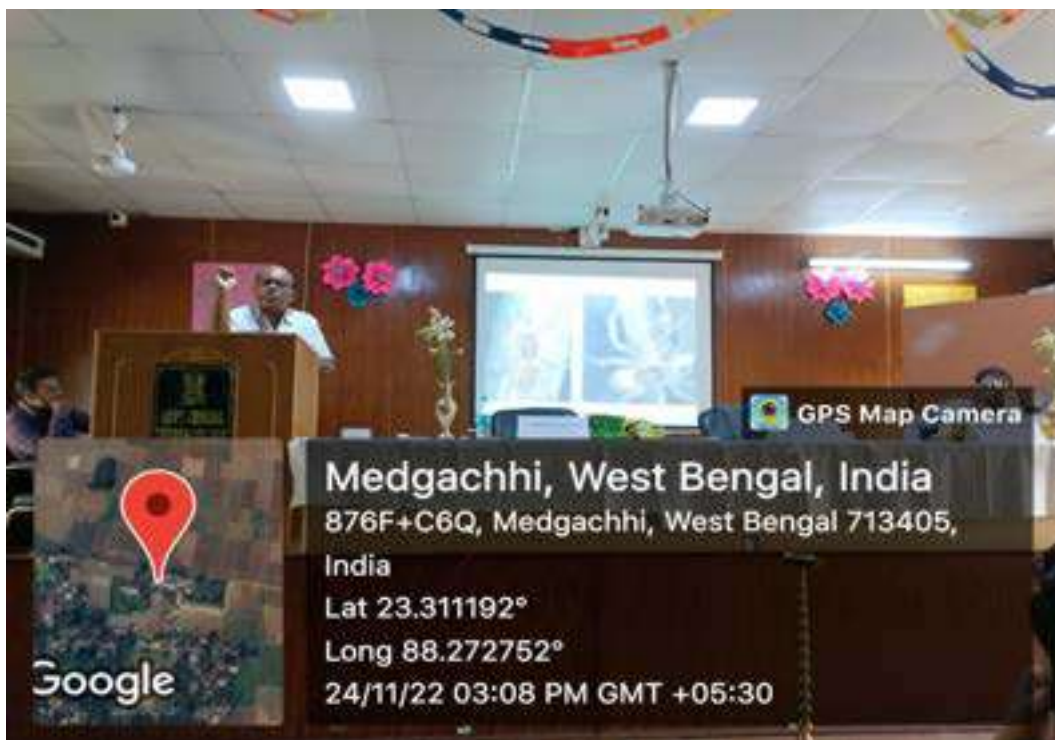 GPS Map Camera
Medgachhi, West Bengal, India
876F+C6Q, Medgachhi, West Bengal 713405,
India
Lat 23.311192°
Long 88.272752°
24/11/22 03:08 PM GMT +05:30
Google